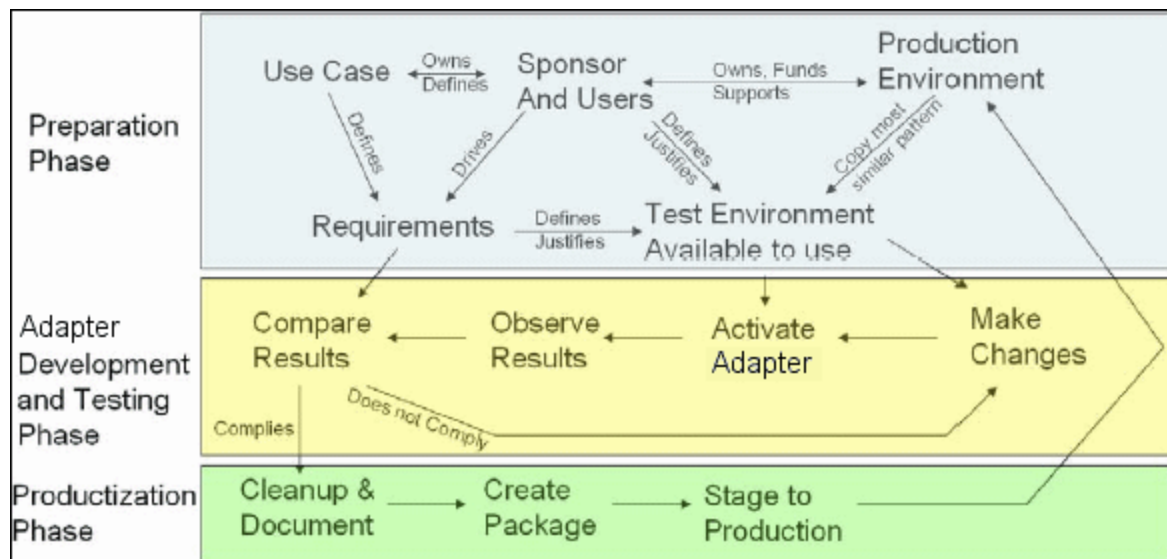 Preparation
Phase
Use Case
Owns
Defines
Sponsor
And Users
Owns, Funds
Supports
Production
Environment
Defines
Drives
Defines
Justifies
Copy most
similar pattern
Requirements
Defines
Justifies
Test Environment
Available to use
Adapter
Development
and Testing
Phase
Compare
Results
Observe
Results
Activate
Adapter
Make
Changes
Complies
Does not Comply
Productization
Phase
Cleanup &
Document
Create
Package
Stage to
Production